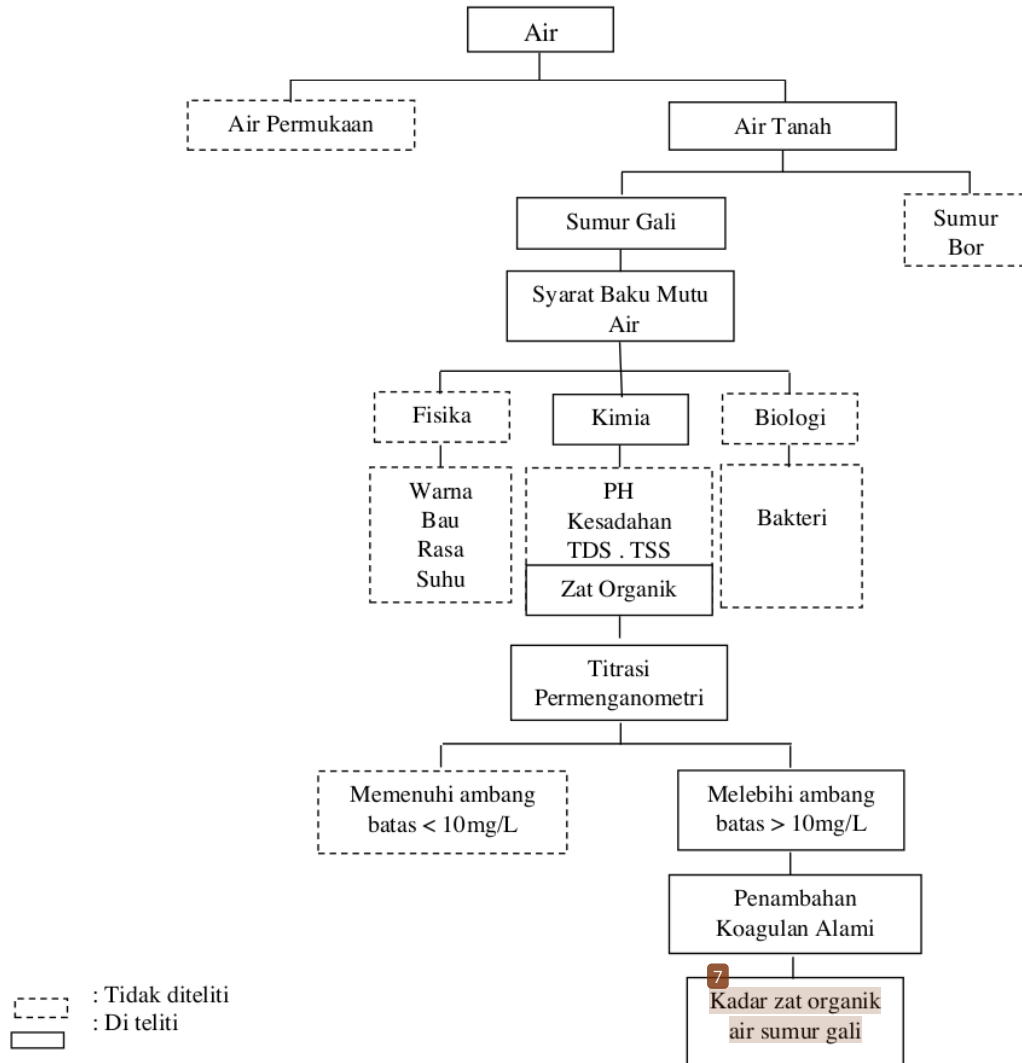 Air
Air Permukaan
Air Tanah
Sumur Gali
Sumur
Bor
Syarat Baku Mutu
Air
Fisika
Kimia
Biologi
Warna
Bau
Rasa
Suhu
PH
Kesadahan
TDS . TSS
Zat Organik
Bakteri
Titrasi
Permenganometri
Memenuhi ambang
batas < 10mg/L
Melebihi ambang
batas > 10mg/L
Penambahan
Koagulan Alami
7
Kadar zat organik
air sumur gali
: Tidak diteliti
: Di teliti